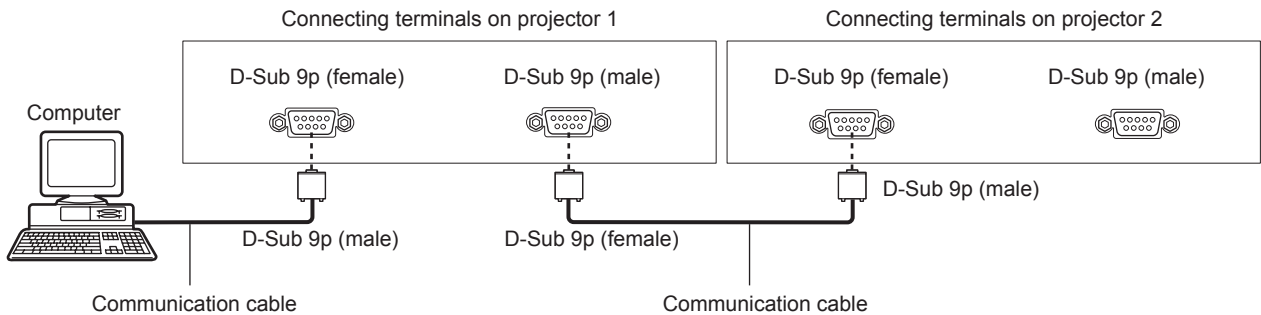 Connecting terminals on projector 1
Connecting terminals on projector 2
D-Sub 9p (female)
D-Sub 9p (male)
D-Sub 9p (female)
D-Sub 9p (male)
Computer
D-Sub 9p (male)
D-Sub 9p (male)
D-Sub 9p (female)
Communication cable
Communication cable